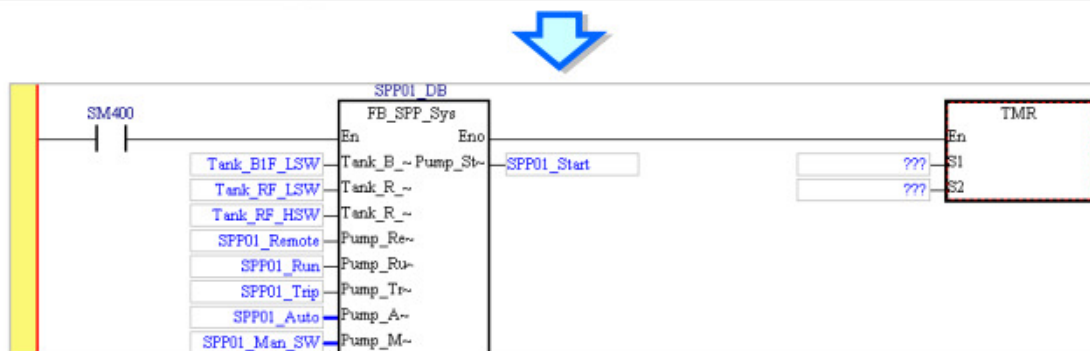 SPP01_DB
SM400
FB_SPP_Sys
TMR
En Eno
En
Tank_B1F_LSW Tank_B_~ Pump_St~ SPP01_Start
??? S1
Tank_RF_LSW Tank_R_~
??? S2
Tank_RF_HSW Tank_R_~
SPP01_Remote Pump_Re~
SPP01_Run Pump_Ru~
SPP01_Trip Pump_Tr~
SPP01_Auto Pump_A~
SPP01_Man_SW Pump_M~